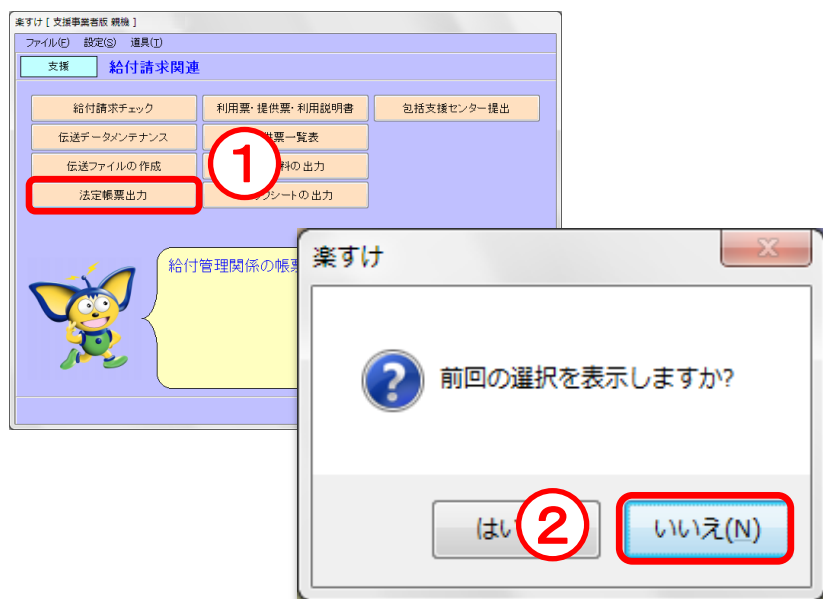 楽すけ [ 支援事業者版 親機 ]
ファイル(F) 設定(S) 道具(T)
支援 給付請求関連
給付請求チェック 利用票・提供票・利用説明書 包括支援センター提出
伝送データメンテナンス 供票一覧表
伝送ファイルの作成 料の出力
法定帳票出力 シートの出力
①
給付管理関係の帳票
楽すけ
前回の選択を表示しますか?
はい いいえ(N)
②